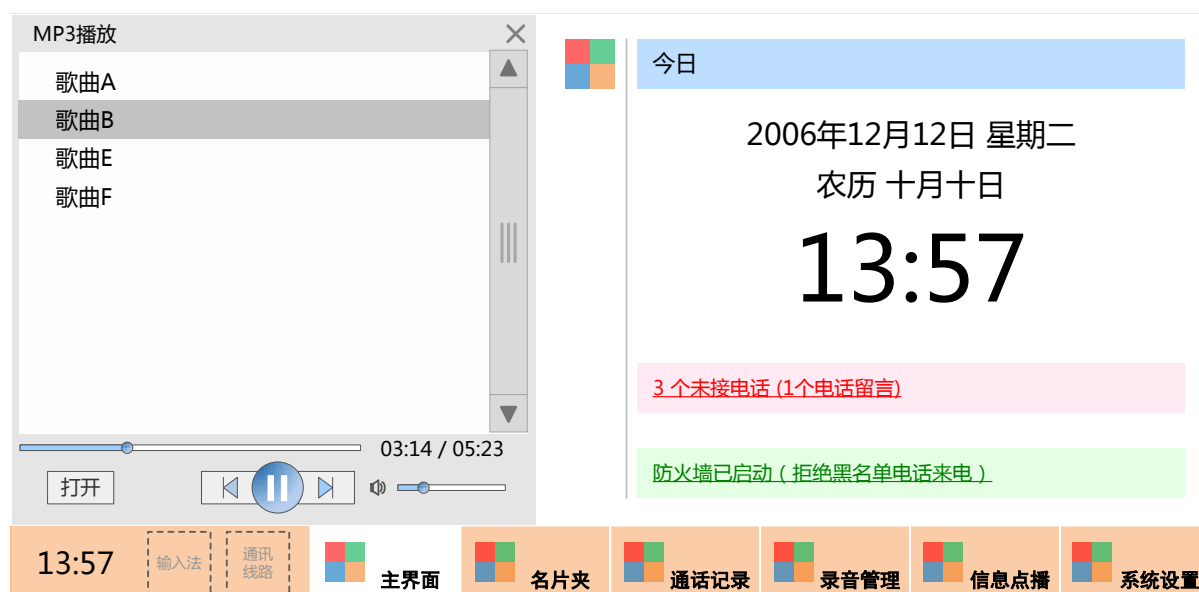 MP3播放
歌曲A
歌曲B
歌曲E
歌曲F
03:14 / 05:23
打开
今日
2006年12月12日 星期二
农历 十月十日
13:57
3 个未接电话 (1个电话留言)
防火墙已启动 ( 拒绝黑名单电话来电 )
13:57
输入法
通讯
线路
主界面
名片夹
通话记录
录音管理
信息点播
系统设置